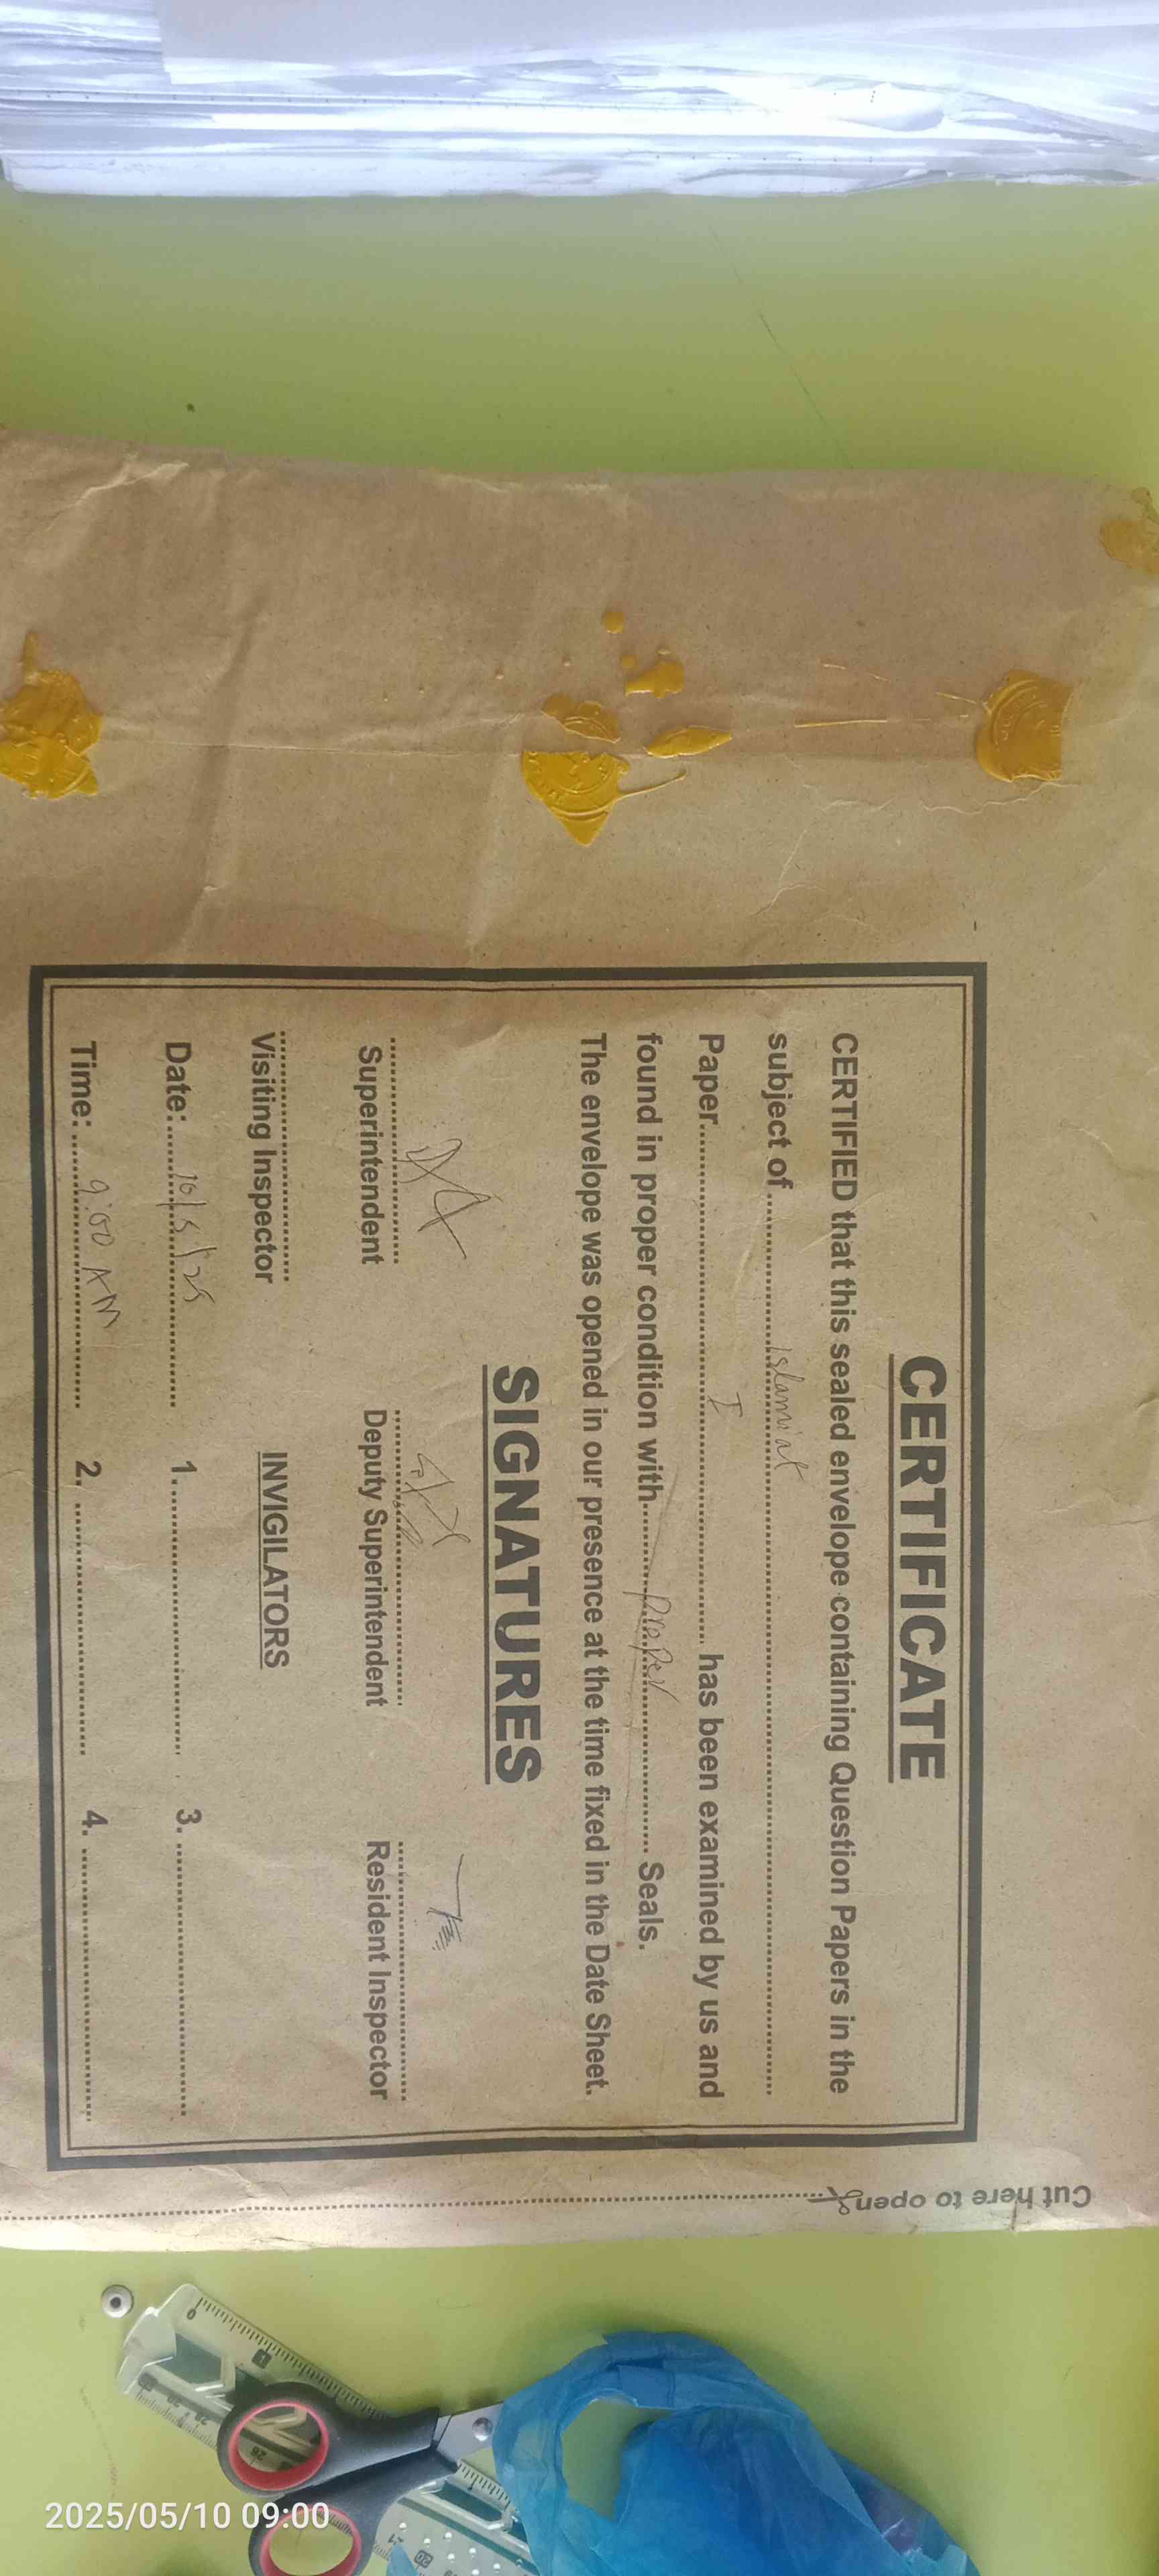 CERTIFICATE
CERTIFIED that this sealed envelope containing Question Papers in the
subject of Islamiat
Paper I has been examined by us and
found in proper condition with proper Seals.
The envelope was opened in our presence at the time fixed in the Date Sheet.
SIGNATURES
Superintendent Deputy Superintendent Resident Inspector
Visiting Inspector INVIGILATORS
Date: 10/5/25 1. 3.
Time: 9:00 AM 2. 4.
Cut here to open
2025/05/10 09:00